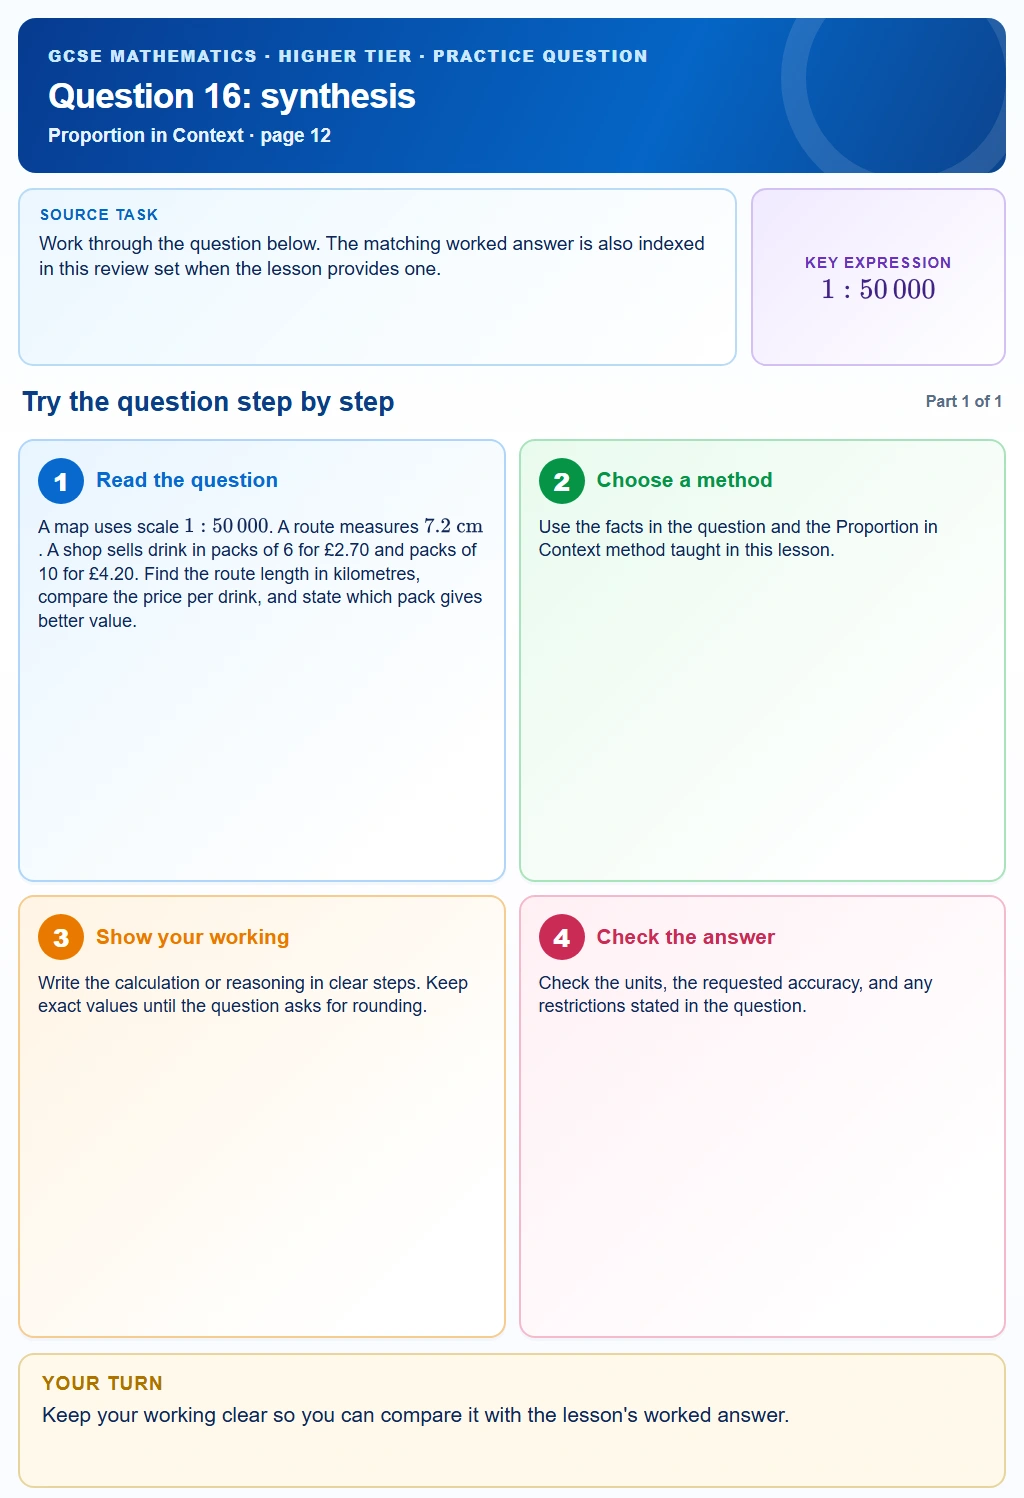 GCSE MATHEMATICS · HIGHER TIER · PRACTICE QUESTION
Question 16: synthesis
Proportion in Context · page 12
SOURCE TASK
Work through the question below. The matching worked answer is also indexed
in this review set when the lesson provides one.
KEY EXPRESSION
1 : 50 000
Try the question step by step
Part 1 of 1
1 Read the question
A map uses scale 1 : 50 000. A route measures 7.2 cm
. A shop sells drink in packs of 6 for £2.70 and packs of
10 for £4.20. Find the route length in kilometres,
compare the price per drink, and state which pack gives
better value.
2 Choose a method
Use the facts in the question and the Proportion in
Context method taught in this lesson.
3 Show your working
Write the calculation or reasoning in clear steps. Keep
exact values until the question asks for rounding.
4 Check the answer
Check the units, the requested accuracy, and any
restrictions stated in the question.
YOUR TURN
Keep your working clear so you can compare it with the lesson's worked answer.